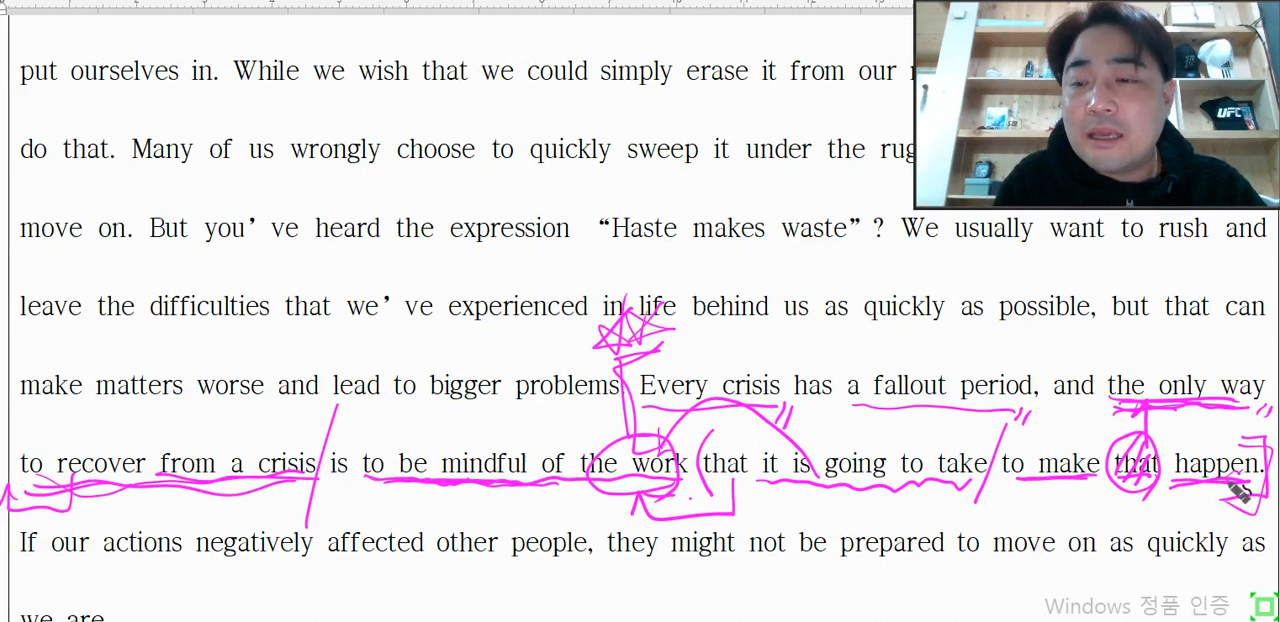 put ourselves in. While we wish that we could simply erase it from our
do that. Many of us wrongly choose to quickly sweep it under the rug
move on. But you’ve heard the expression “Haste makes waste”? We usually want to rush and
leave the difficulties that we’ve experienced in life behind us as quickly as possible, but that can
make matters worse and lead to bigger problems. Every crisis has a fallout period, and the only way
to recover from a crisis is to be mindful of the work that it is going to take to make that happen.
If our actions negatively affected other people, they might not be prepared to move on as quickly as
we are
UFC
Windows 정품 인증